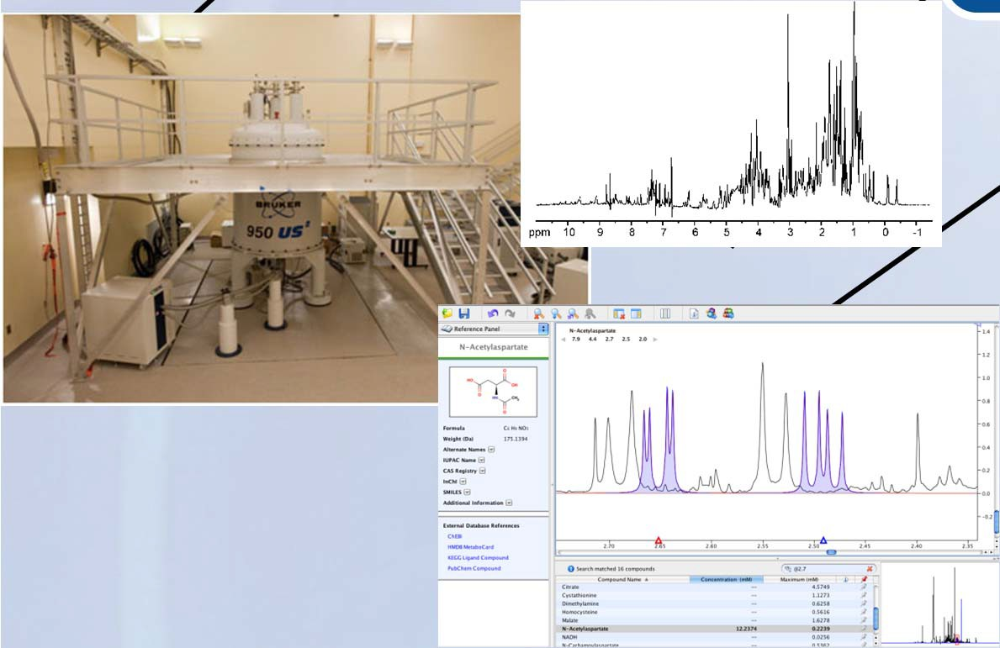 BRUKER
950 US²
ppm 10 9 8 7 6 5 4 3 2 1 0 -1
Reference Panel
N-Acetylaspartate
HO
O
O
OH
HN
CH₃
O
Formula C₆ H₉ NO₅
Weight (Da) 175.1394
Alternate Names
IUPAC Name
CAS Registry
InChI
SMILES
Additional Information
External Database References
ChEBI
HMDB MetaboCard
KEGG Ligand Compound
PubChem Compound
N-Acetylaspartate
7.9 4.4 2.7 2.5 2.0
1.4
1.2
1.0
0.8
0.6
0.4
0.2
0.0
-0.2
2.70 2.65 2.60 2.55 2.50 2.45 2.40 2.35
Search matched 16 compounds
@2.7
Compound Name Concentration (mM) Maximum (mM)
Citrate -- 4.5749
Cystathionine -- 1.1273
Dimethylamine -- 0.6258
Homocysteine -- 0.5616
Malate -- 1.6278
N-Acetylaspartate 12.2374 0.2239
NADH -- 0.0256
N-Carbamoylaspartate -- 0.5362